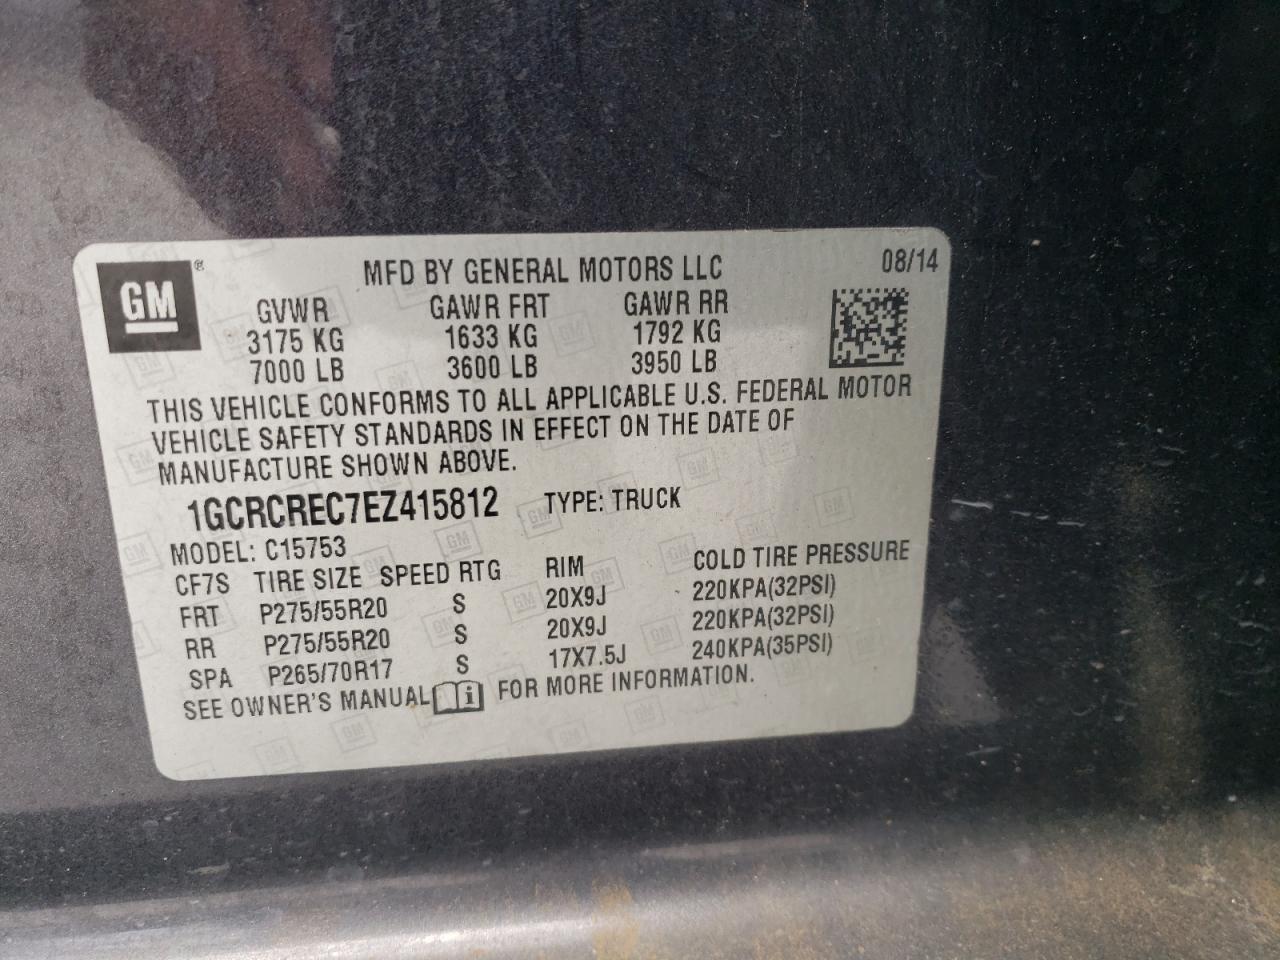 GM ®
MFD BY GENERAL MOTORS LLC 08/14
GVWR GAWR FRT GAWR RR
3175 KG 1633 KG 1792 KG
7000 LB 3600 LB 3950 LB
THIS VEHICLE CONFORMS TO ALL APPLICABLE U.S. FEDERAL MOTOR
VEHICLE SAFETY STANDARDS IN EFFECT ON THE DATE OF
MANUFACTURE SHOWN ABOVE.
1GCRCREC7EZ415812 TYPE: TRUCK
MODEL: C15753
CF7S TIRE SIZE SPEED RTG RIM COLD TIRE PRESSURE
FRT P275/55R20 S 20X9J 220KPA(32PSI)
RR P275/55R20 S 20X9J 220KPA(32PSI)
SPA P265/70R17 S 17X7.5J 240KPA(35PSI)
SEE OWNER'S MANUAL i FOR MORE INFORMATION.